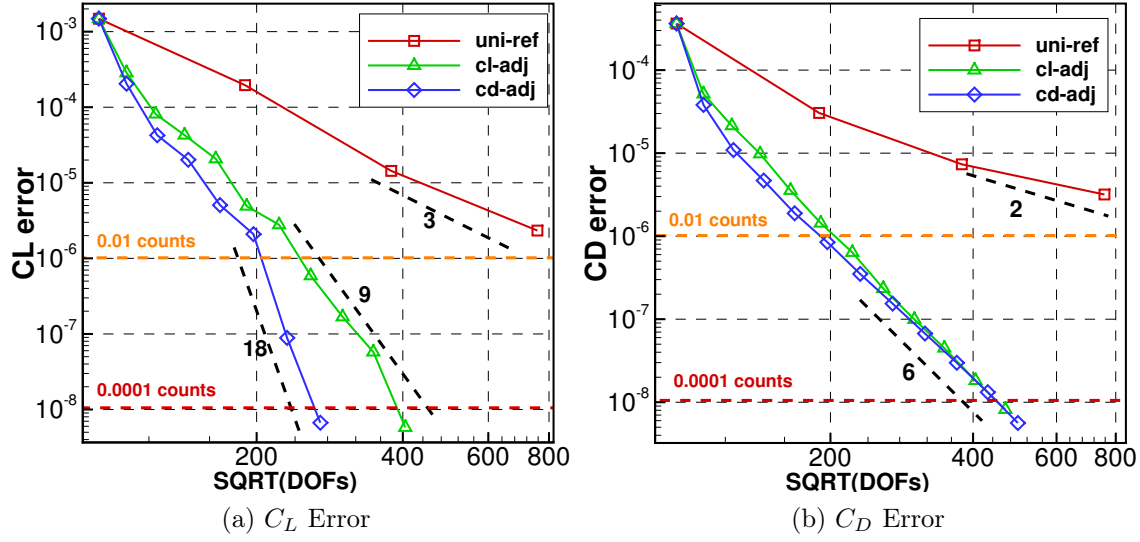 10^-3
10^-4
10^-5
10^-6
10^-7
10^-8
CL error
uni-ref
cl-adj
cd-adj
3
0.01 counts
9
18
0.0001 counts
200
400
600
800
SQRT(DOFs)
(a) C_L Error
10^-4
10^-5
10^-6
10^-7
10^-8
CD error
uni-ref
cl-adj
cd-adj
2
0.01 counts
6
0.0001 counts
200
400
600
800
SQRT(DOFs)
(b) C_D Error